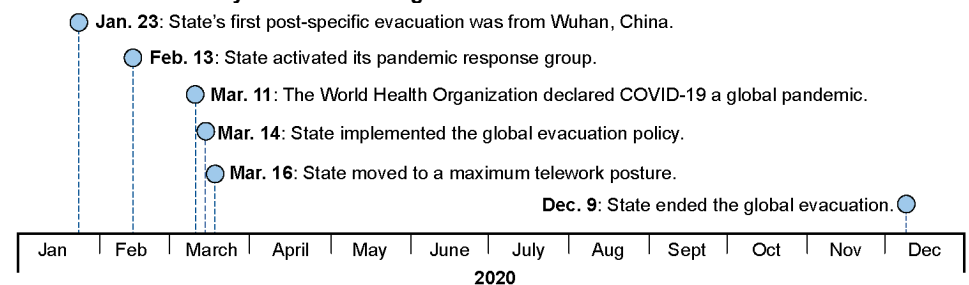 Jan. 23: State's first post-specific evacuation was from Wuhan, China.
Feb. 13: State activated its pandemic response group.
Mar. 11: The World Health Organization declared COVID-19 a global pandemic.
Mar. 14: State implemented the global evacuation policy.
Mar. 16: State moved to a maximum telework posture.
Dec. 9: State ended the global evacuation.
Jan Feb March April May June July Aug Sept Oct Nov Dec
2020